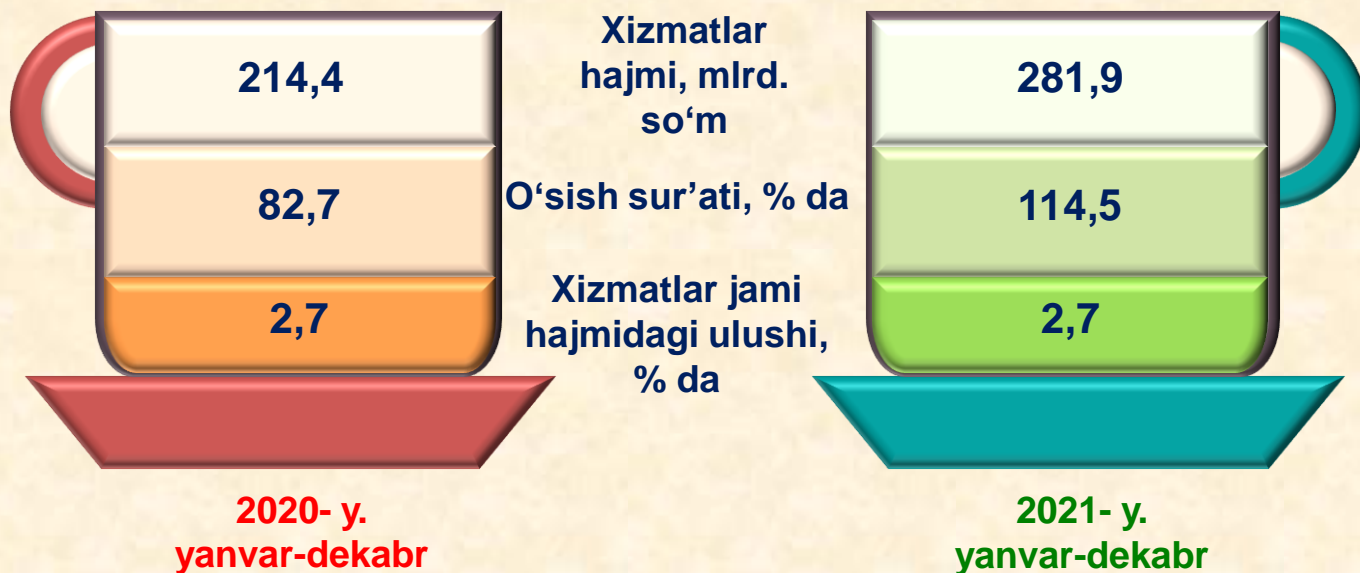 214,4
Xizmatlar
hajmi, mlrd.
so‘m
281,9
82,7
O‘sish sur’ati, % da
114,5
2,7
Xizmatlar jami
hajmidagi ulushi,
% da
2,7
2020- y.
yanvar-dekabr
2021- y.
yanvar-dekabr